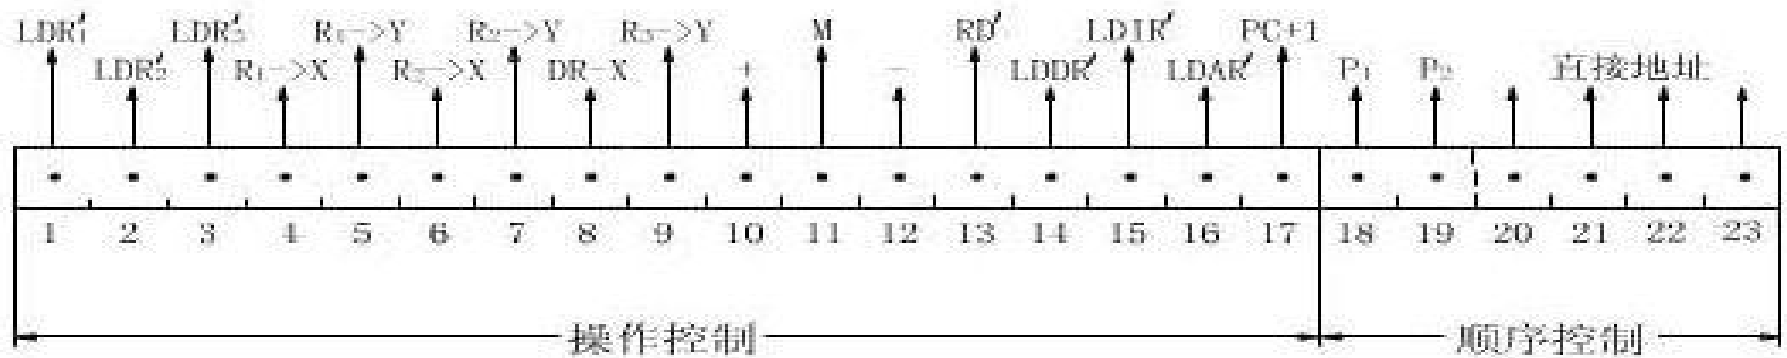 LDR₁′ LDR₃′ R₁->Y R₂->Y R₃->Y M RD′ LDIR′ PC+1
LDR₂′ R₁->X R₂->X DR-X + - LDDR′ LDAR′ P₁ P₂ 直接地址
1 2 3 4 5 6 7 8 9 10 11 12 13 14 15 16 17 18 19 20 21 22 23
操作控制 顺序控制